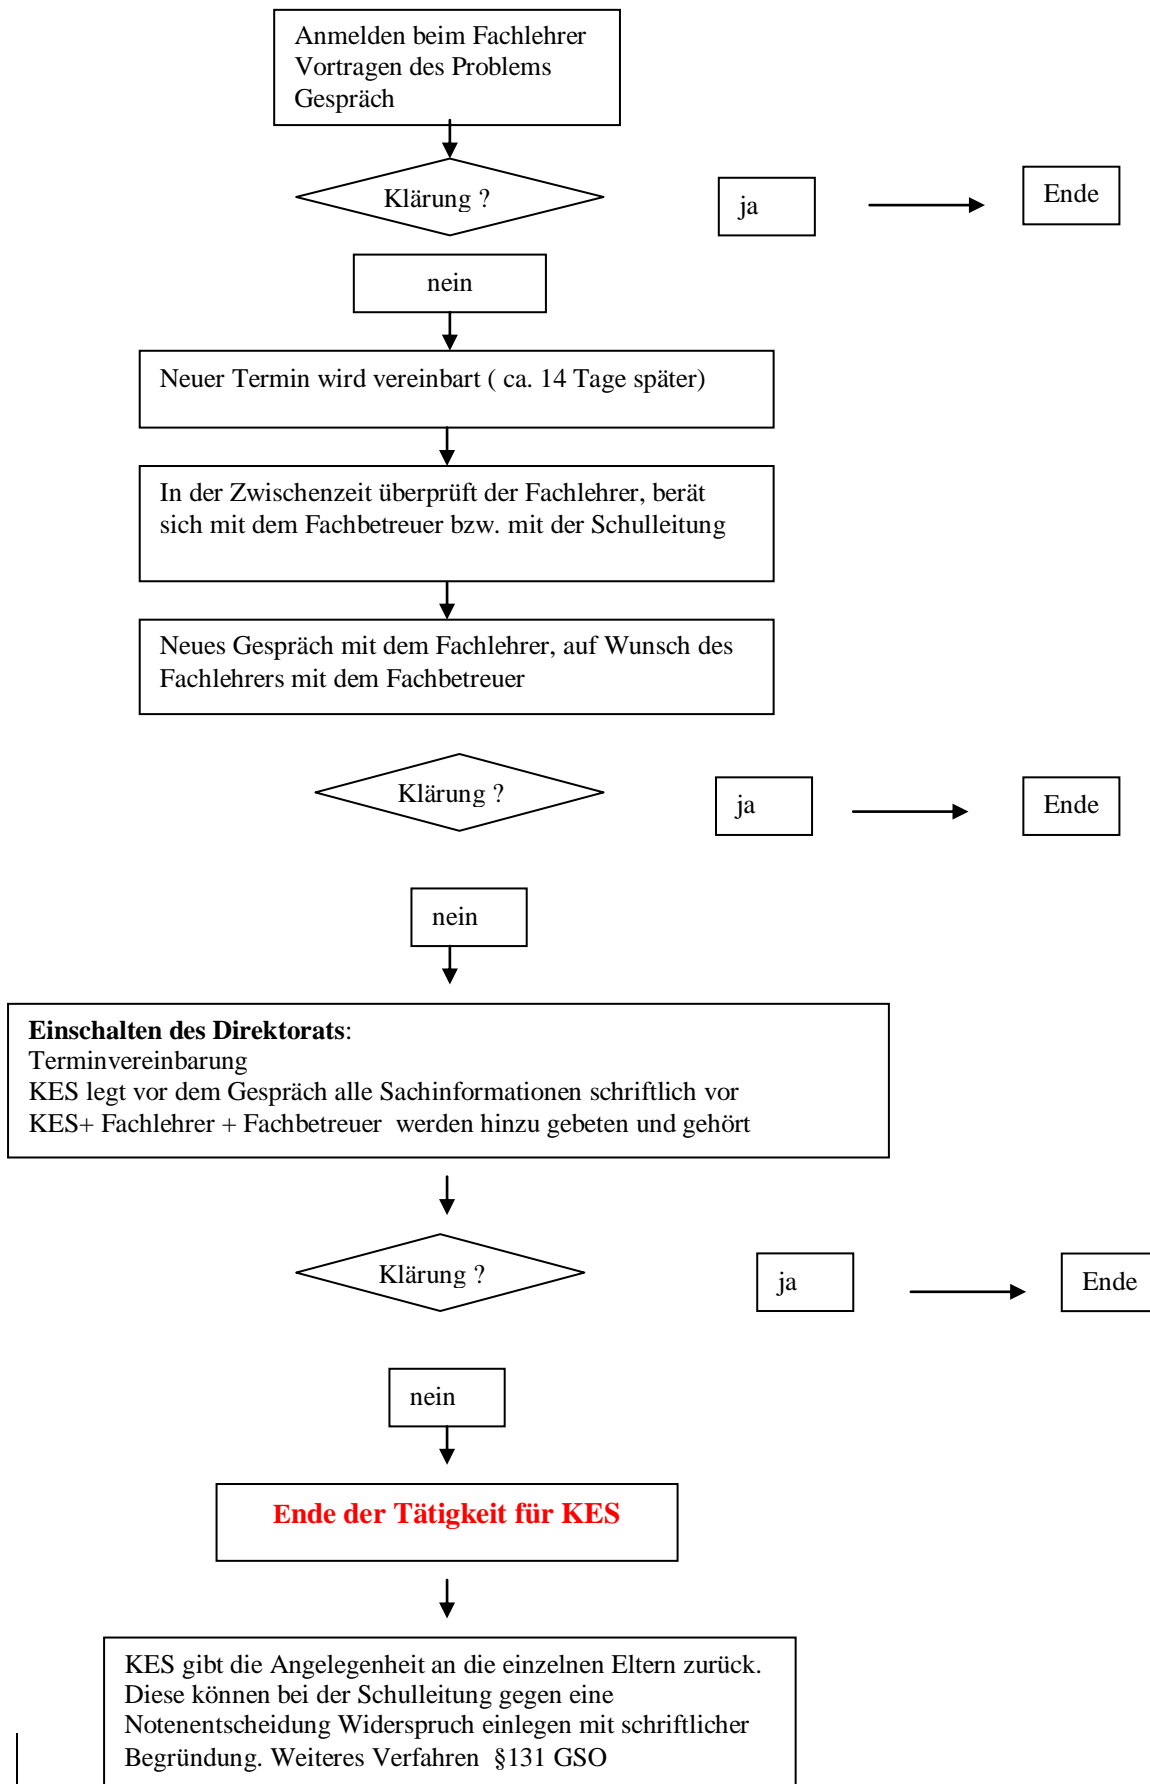 Anmelden beim Fachlehrer
Vortragen des Problems
Gespräch
Klärung ?
ja
Ende
nein
Neuer Termin wird vereinbart ( ca. 14 Tage später)
In der Zwischenzeit überprüft der Fachlehrer, berät
sich mit dem Fachbetreuer bzw. mit der Schulleitung
Neues Gespräch mit dem Fachlehrer, auf Wunsch des
Fachlehrers mit dem Fachbetreuer
Klärung ?
ja
Ende
nein
Einschalten des Direktorats:
Terminvereinbarung
KES legt vor dem Gespräch alle Sachinformationen schriftlich vor
KES+ Fachlehrer + Fachbetreuer  werden hinzu gebeten und gehört
Klärung ?
ja
Ende
nein
Ende der Tätigkeit für KES
KES gibt die Angelegenheit an die einzelnen Eltern zurück.
Diese können bei der Schulleitung gegen eine
Notenentscheidung Widerspruch einlegen mit schriftlicher
Begründung. Weiteres Verfahren  §131 GSO